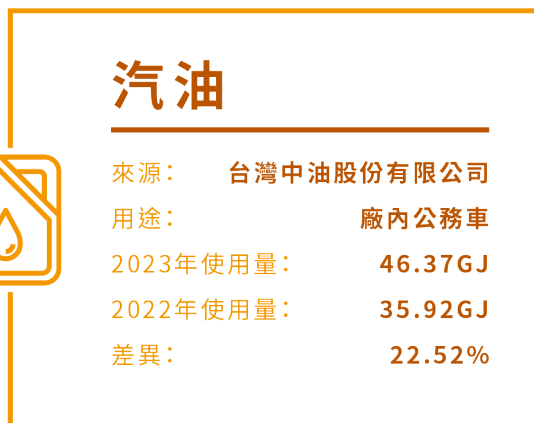 汽油
來源： 台灣中油股份有限公司
用途： 廠內公務車
2023年使用量： 46.37GJ
2022年使用量： 35.92GJ
差異： 22.52%